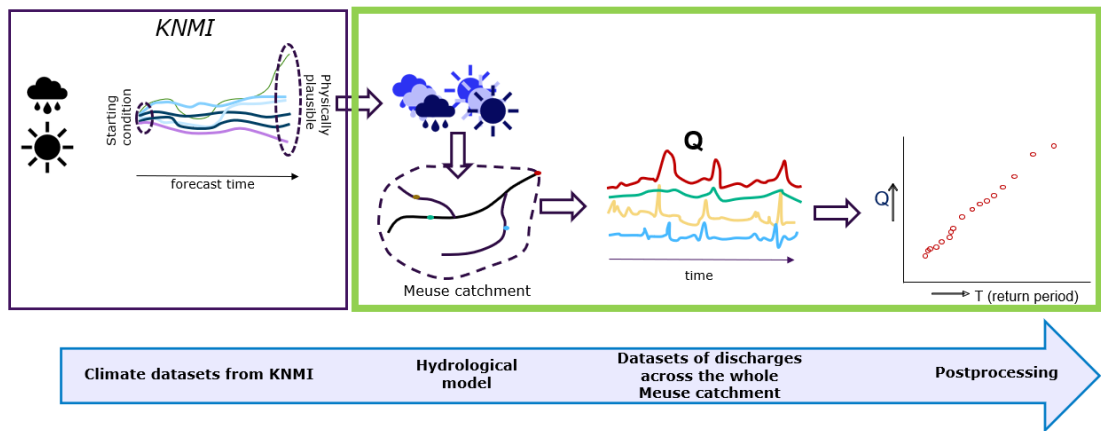 KNMI
Starting
condition
Physically
plausible
forecast time
Meuse catchment
Q
time
Q
T (return period)
Climate datasets from KNMI
Hydrological
model
Datasets of discharges
across the whole
Meuse catchment
Postprocessing